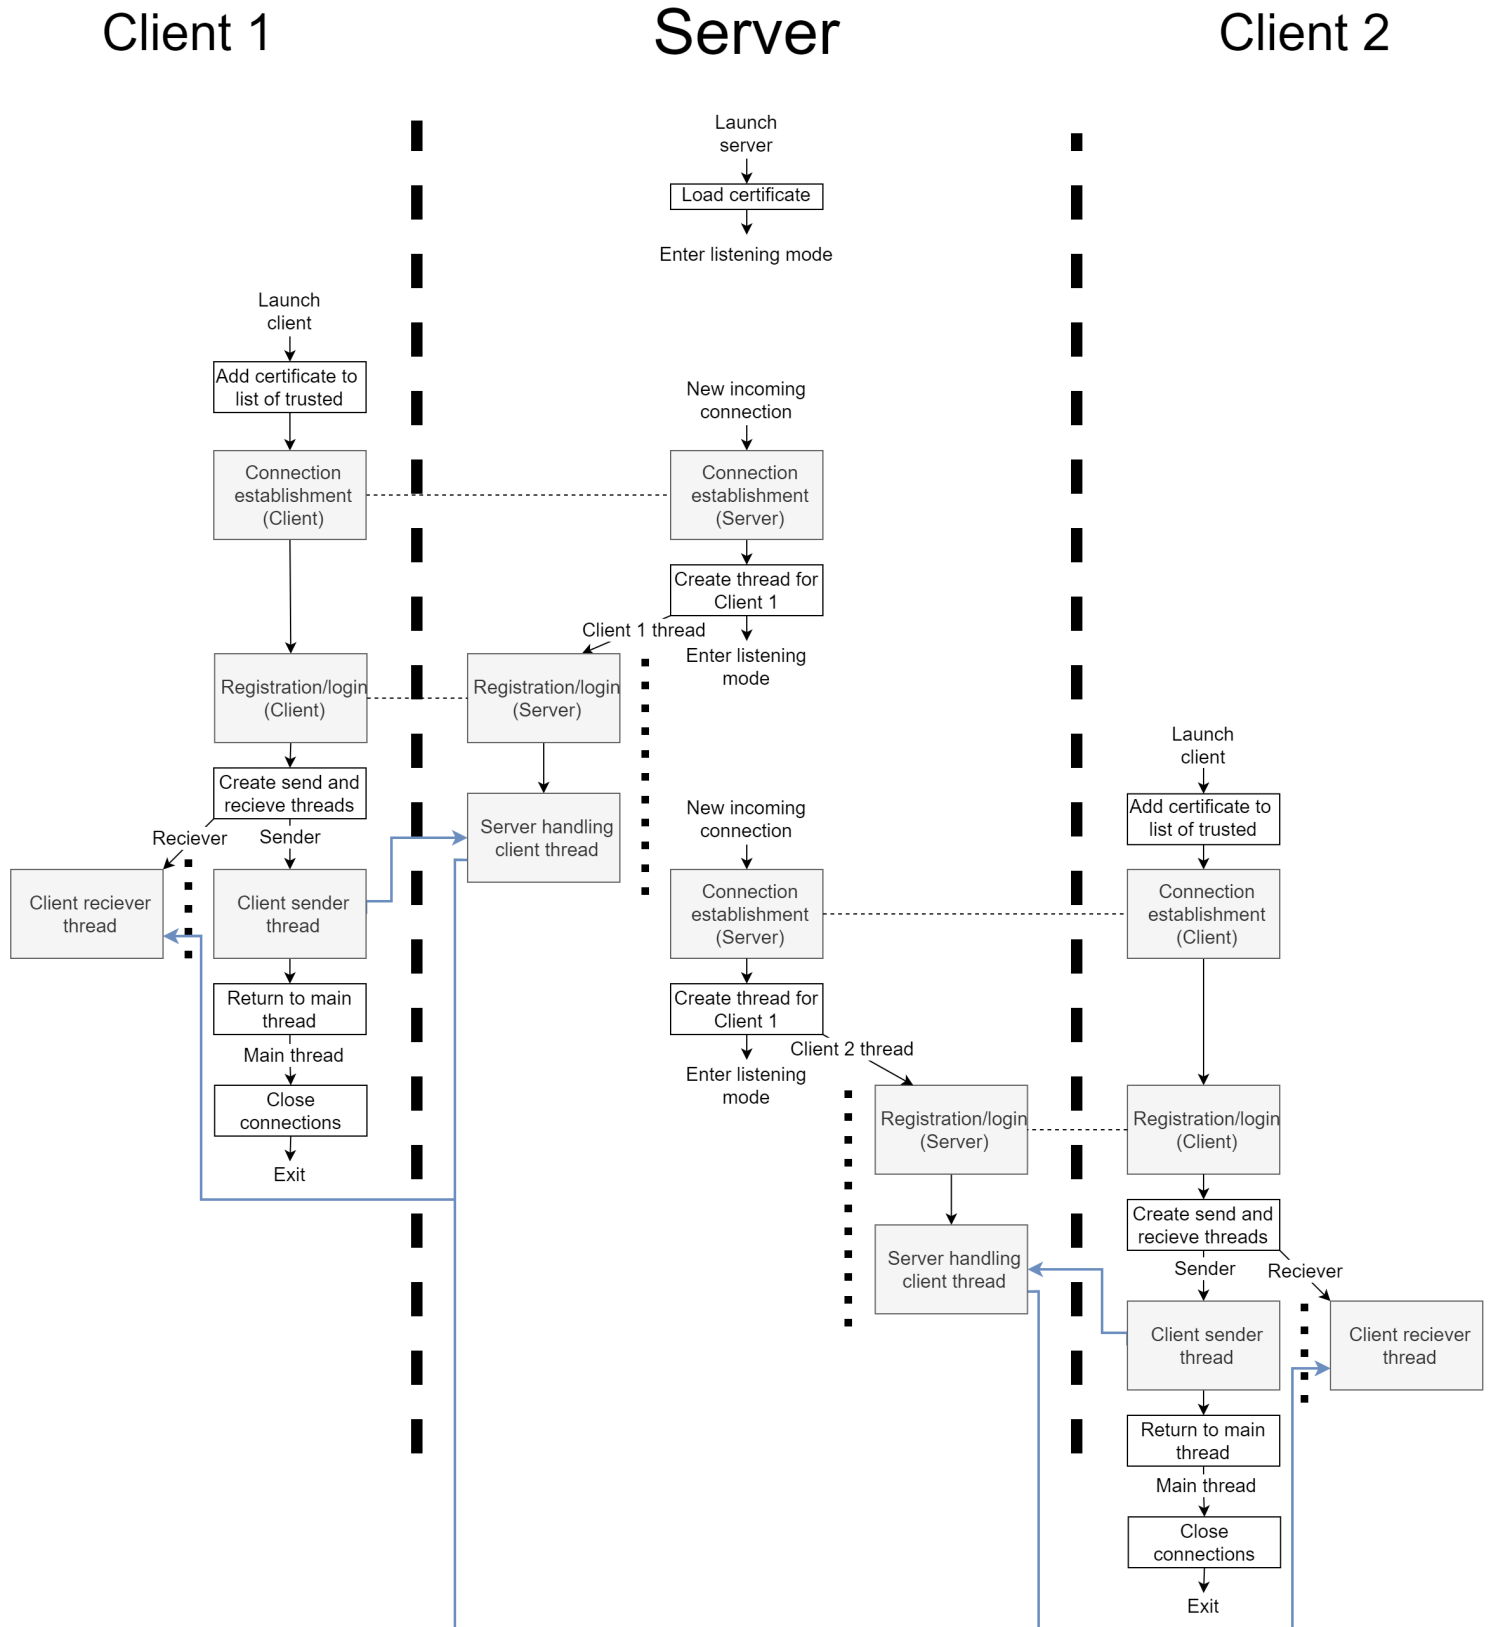 Client 1
Server
Client 2
Launch
server
Load certificate
Enter listening mode
Launch
client
Add certificate to
list of trusted
New incoming
connection
Connection
establishment
(Client)
Connection
establishment
(Server)
Create thread for
Client 1
Client 1 thread
Enter listening
mode
Registration/login
(Client)
Registration/login
(Server)
Create send and
recieve threads
Reciever
Sender
Server handling
client thread
Client reciever
thread
Client sender
thread
Return to main
thread
Main thread
Close
connections
Exit
New incoming
connection
Launch
client
Add certificate to
list of trusted
Connection
establishment
(Server)
Connection
establishment
(Client)
Create thread for
Client 1
Client 2 thread
Enter listening
mode
Registration/login
(Server)
Registration/login
(Client)
Create send and
recieve threads
Server handling
client thread
Sender
Reciever
Client sender
thread
Client reciever
thread
Return to main
thread
Main thread
Close
connections
Exit